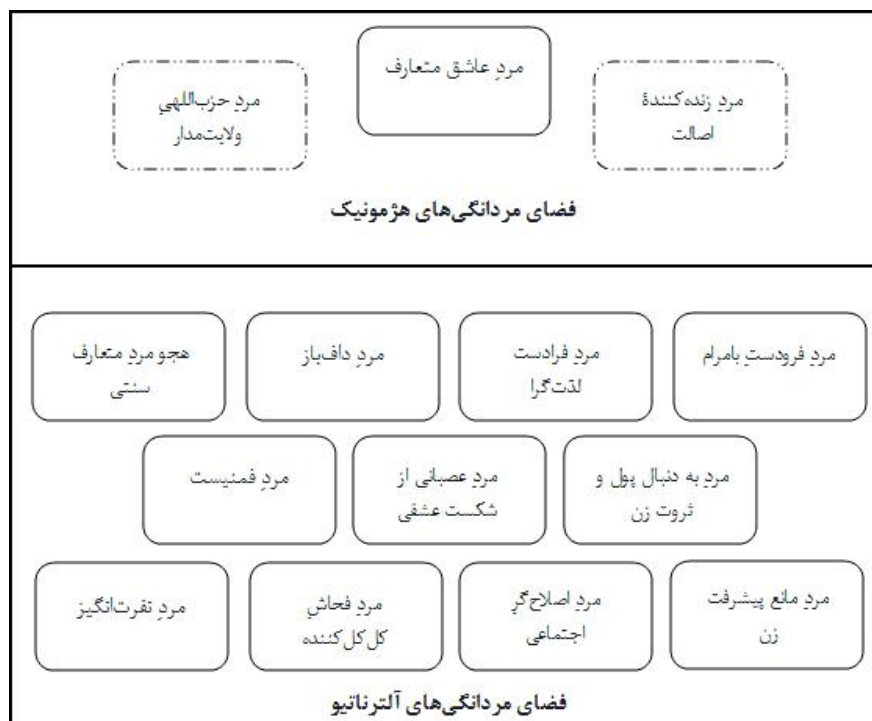 مردِ عاشق متعارف
مردِ زنده‌کنندۀ
اصالت
مردِ حزب‌اللهیِ
ولایت‌مدار
فضای مردانگی‌های هژمونیک
مردِ فرودستِ بامرام
مردِ فرادست
لذت‌گرا
مردِ داف‌باز
هجو مردِ متعارف
سنتی
مردِ به دنبال پول و
ثروت زن
مردِ عصبانی از
شکست عشقی
مردِ فمنیست
مردِ مانع پیشرفت
زن
مردِ اصلاح‌گرِ
اجتماعی
مردِ فحاشِ
کل‌کل‌کننده
مردِ نفرت‌انگیز
فضای مردانگی‌های آلترناتیو